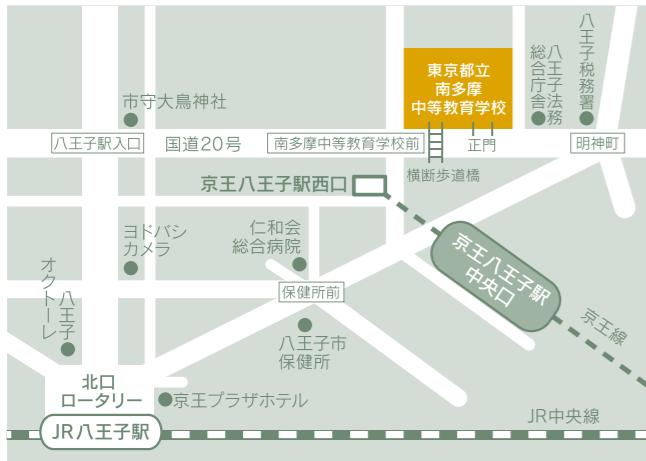 東京都立
南多摩
中等教育学校
八王子法務
総合庁舎
八王子税務署
市守大鳥神社
八王子駅入口
国道20号
南多摩中等教育学校前
正門
明神町
横断歩道橋
京王八王子駅西口
ヨドバシ
カメラ
仁和会
総合病院
京王八王子駅
中央口
八王子
オクトーレ
保健所前
京王線
八王子市
保健所
北口
ロータリー
京王プラザホテル
JR中央線
JR八王子駅